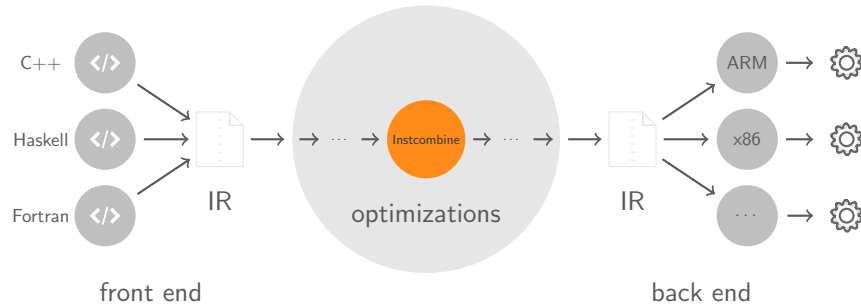 C++
</>
ARM
Haskell
</>
...
Instcombine
...
x86
IR
IR
Fortran
</>
optimizations
...
front end
back end